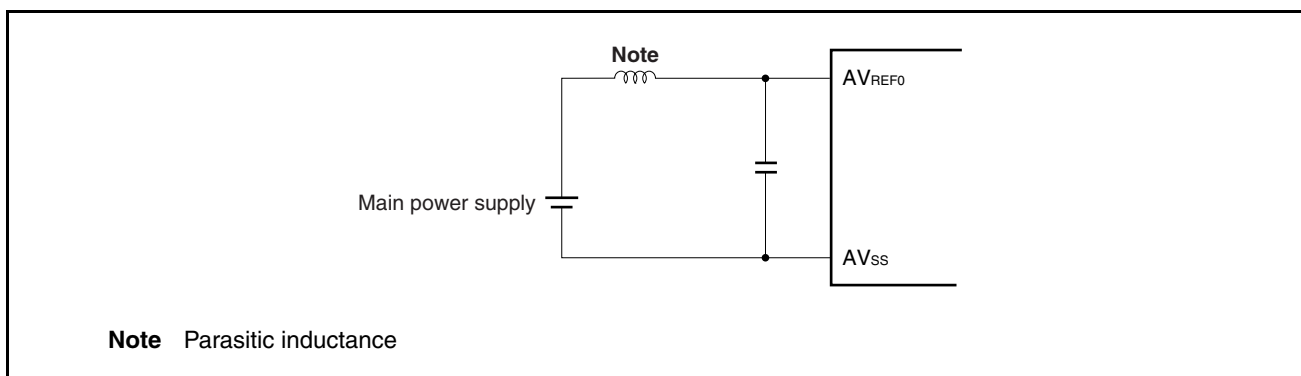 Note
AVREF0
Main power supply
AVSS
Note Parasitic inductance